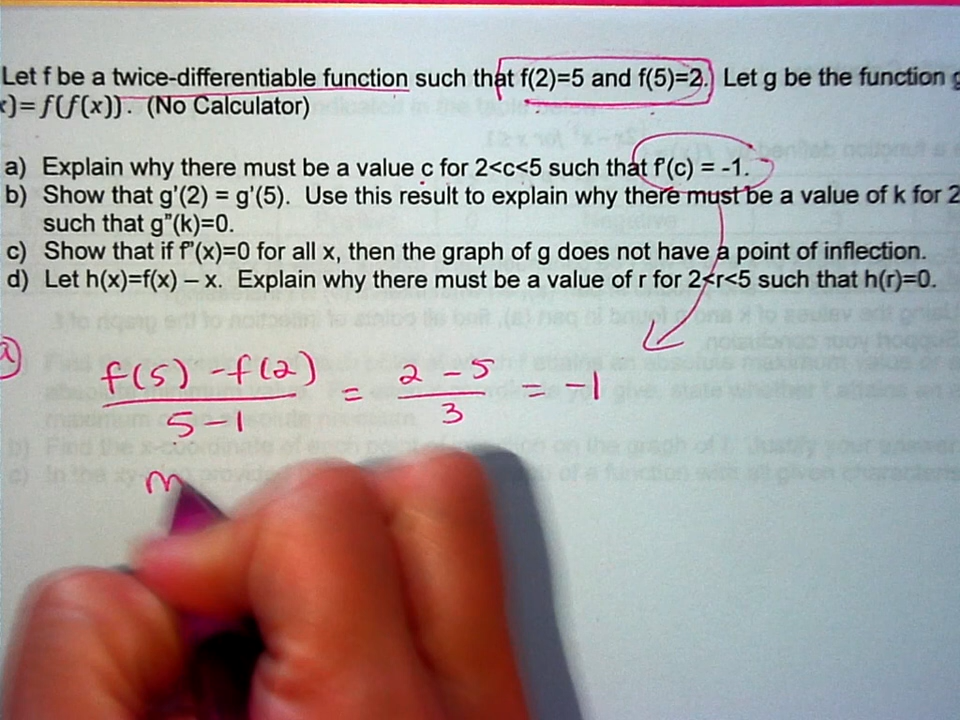 Let f be a twice-differentiable function such that f(2)=5 and f(5)=2. Let g be the function g
x)= f(f(x)). (No Calculator)
a) Explain why there must be a value c for 2<c<5 such that f'(c) = -1.
b) Show that g'(2) = g'(5). Use this result to explain why there must be a value of k for 2
such that g”(k)=0.
c) Show that if f”(x)=0 for all x, then the graph of g does not have a point of inflection.
d) Let h(x)=f(x) – x. Explain why there must be a value of r for 2<r<5 such that h(r)=0.
a) f(5) - f(2) / 5 - 1 = 2 - 5 / 3 = -1
m